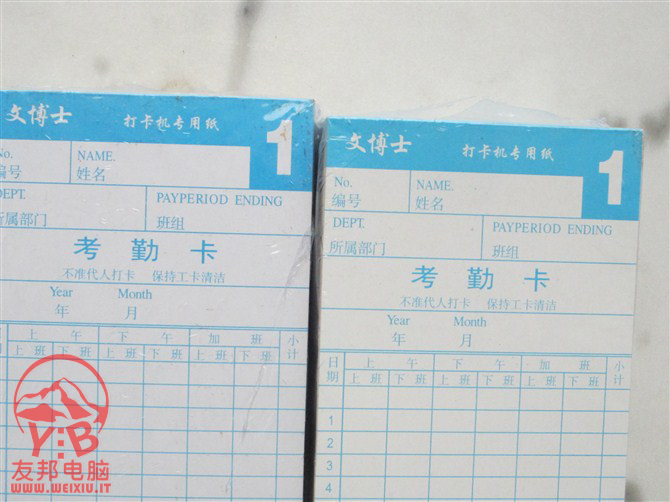 文博士 打卡机专用纸 1
No. NAME.
编号 姓名
DEPT. PAYPERIOD ENDING
所属部门 班组
考勤卡
不准代人打卡 保持工卡清洁
Year Month
年 月
上 午 下 午 加 班 小计
上 班 下 班 上 班 下 班 上 班 下 班
文博士 打卡机专用纸 1
No. NAME.
编号 姓名
DEPT. PAYPERIOD ENDING
所属部门 班组
考勤卡
不准代人打卡 保持工卡清洁
Year Month
年 月
日期 上 午 下 午 加 班 小计
上 班 下 班 上 班 下 班 上 班 下 班
1
2
3
4
YB
友邦电脑
WWW.WEIXIU.IT